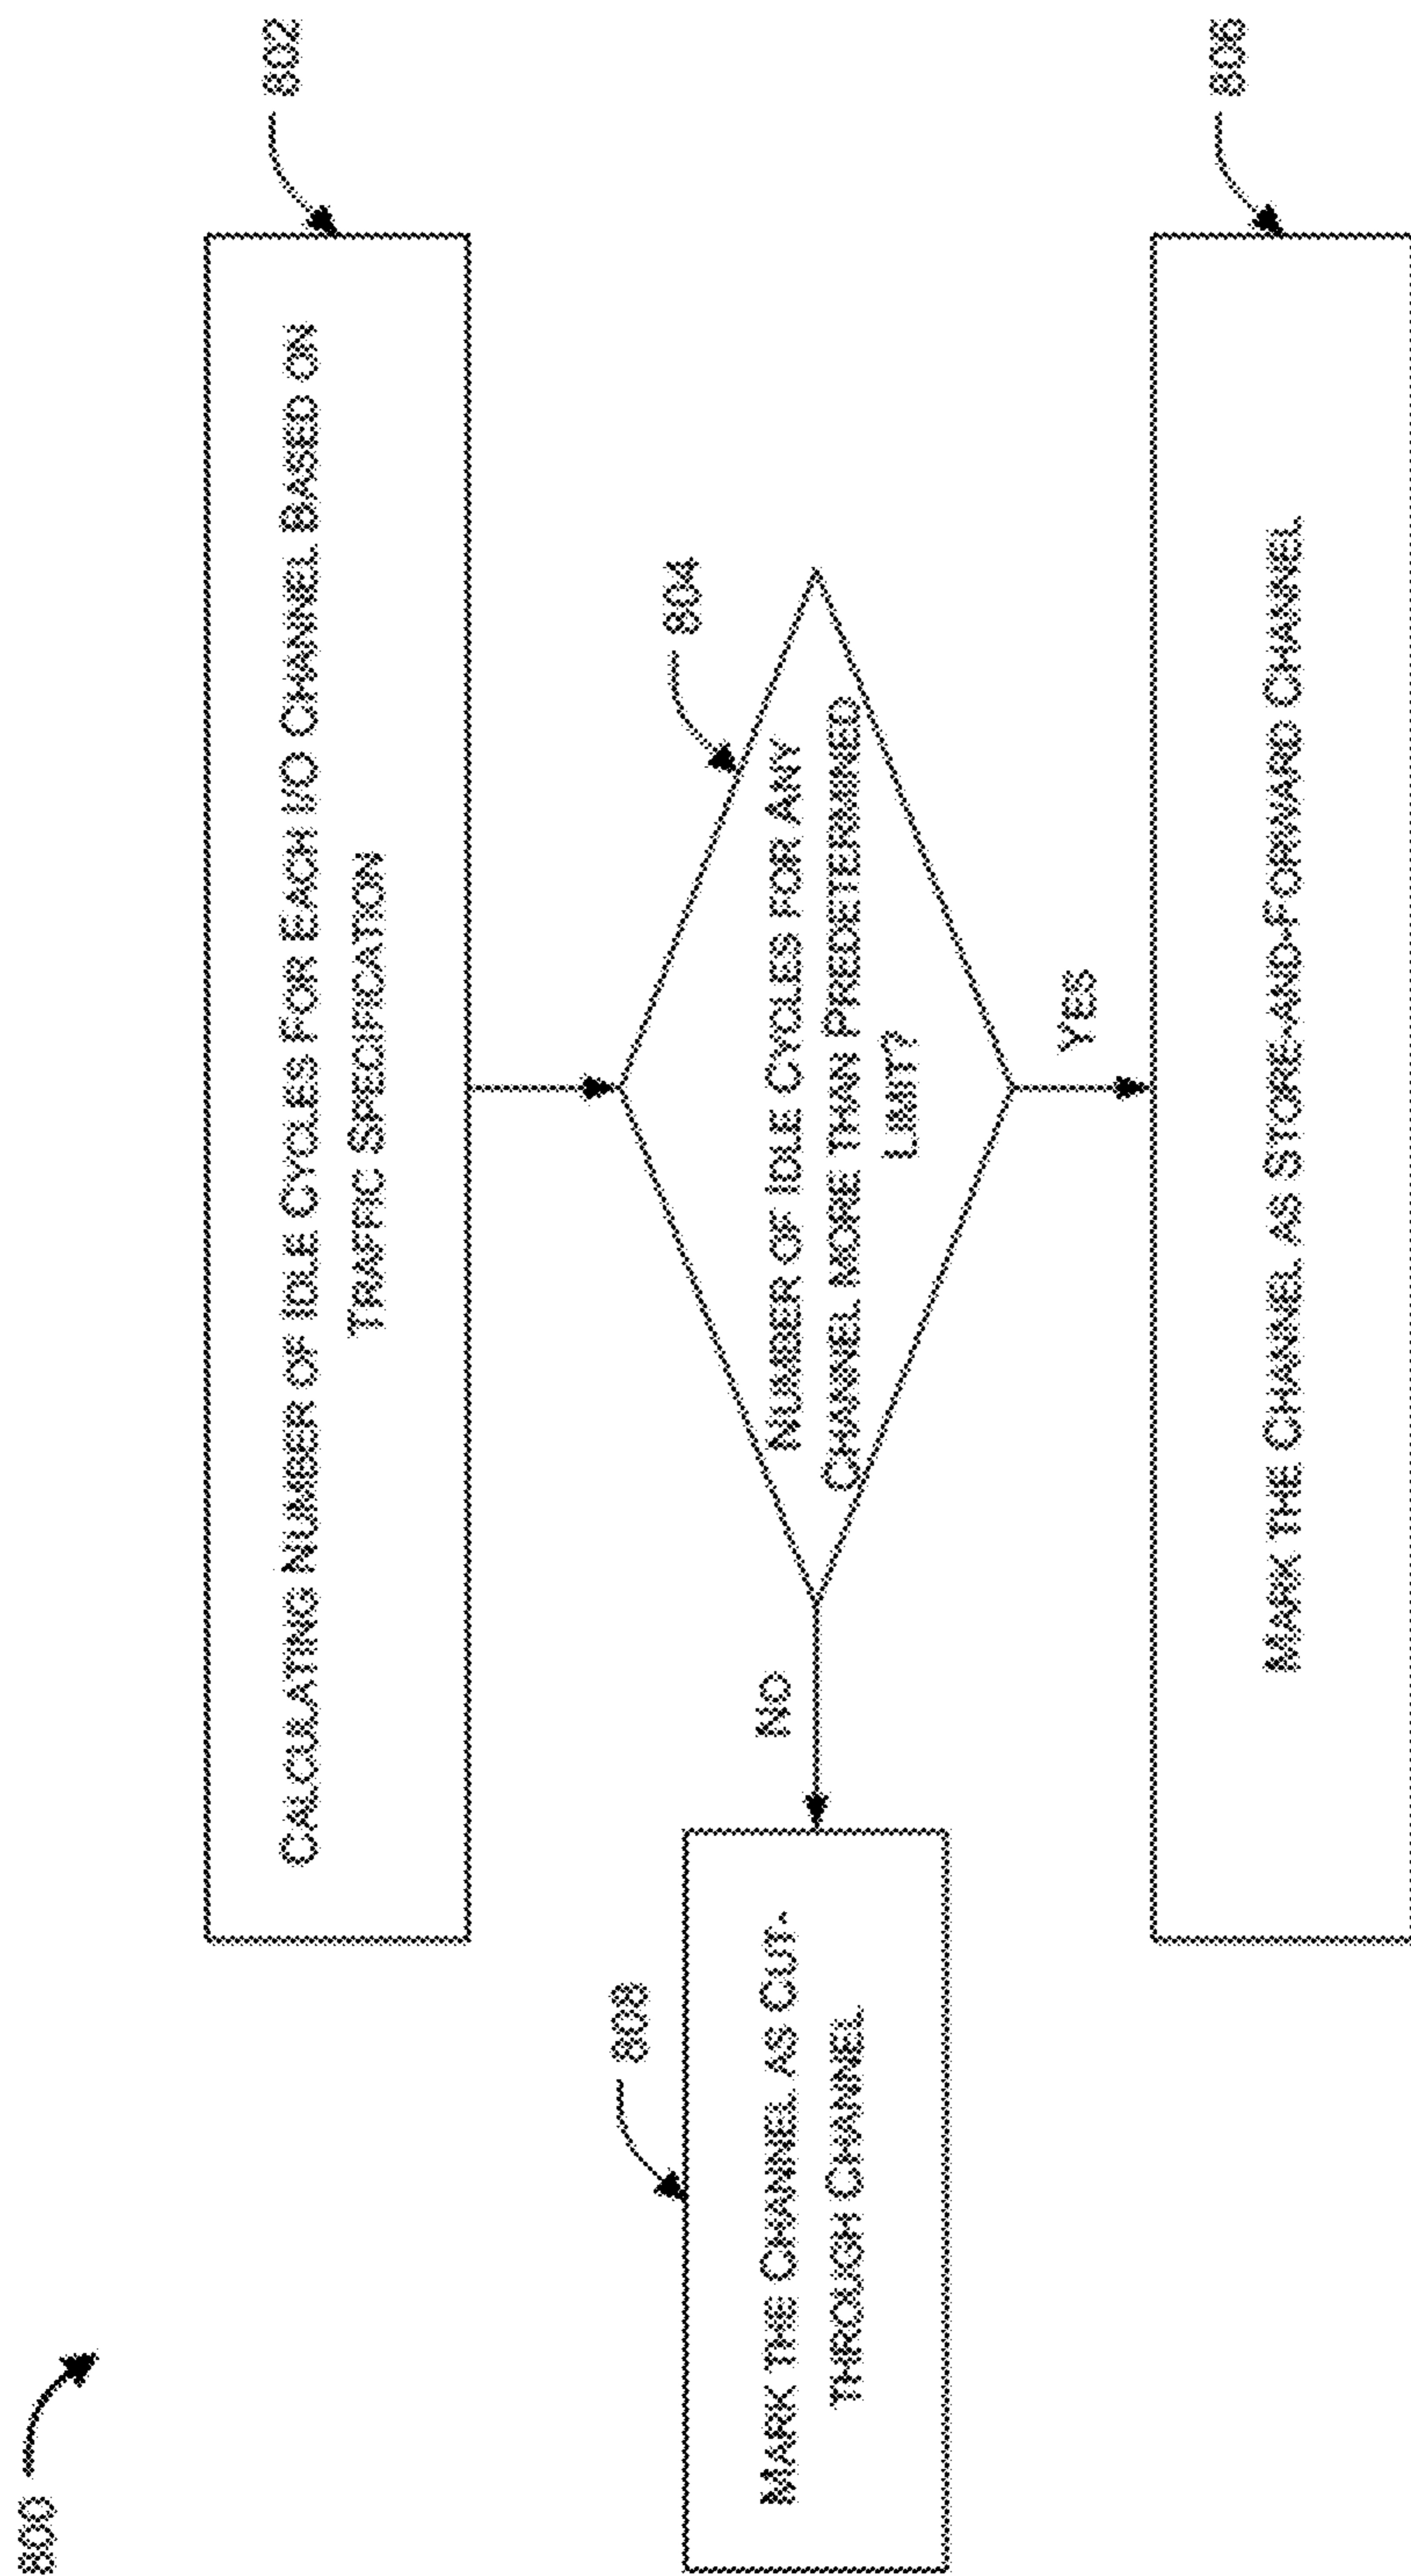 800
802
CALCULATING NUMBER OF IDLE CYCLES FOR EACH I/O CHANNEL BASED ON
TRAFFIC SPECIFICATION
804
NUMBER OF IDLE CYCLES FOR ANY
CHANNEL MORE THAN PREDETERMINED
LIMIT?
NO
YES
808
MARK THE CHANNEL AS CUT-
THROUGH CHANNEL
806
MARK THE CHANNEL AS STORE-AND-FORWARD CHANNEL